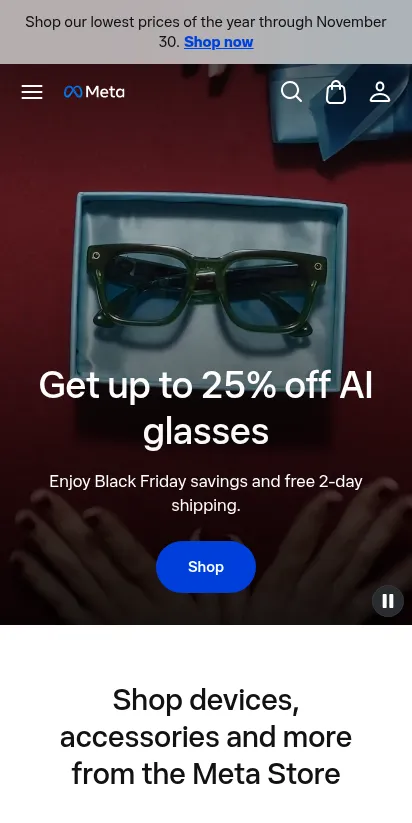 Shop our lowest prices of the year through November
30. Shop now
Meta
Get up to 25% off AI
glasses
Enjoy Black Friday savings and free 2-day
shipping.
Shop
Shop devices,
accessories and more
from the Meta Store